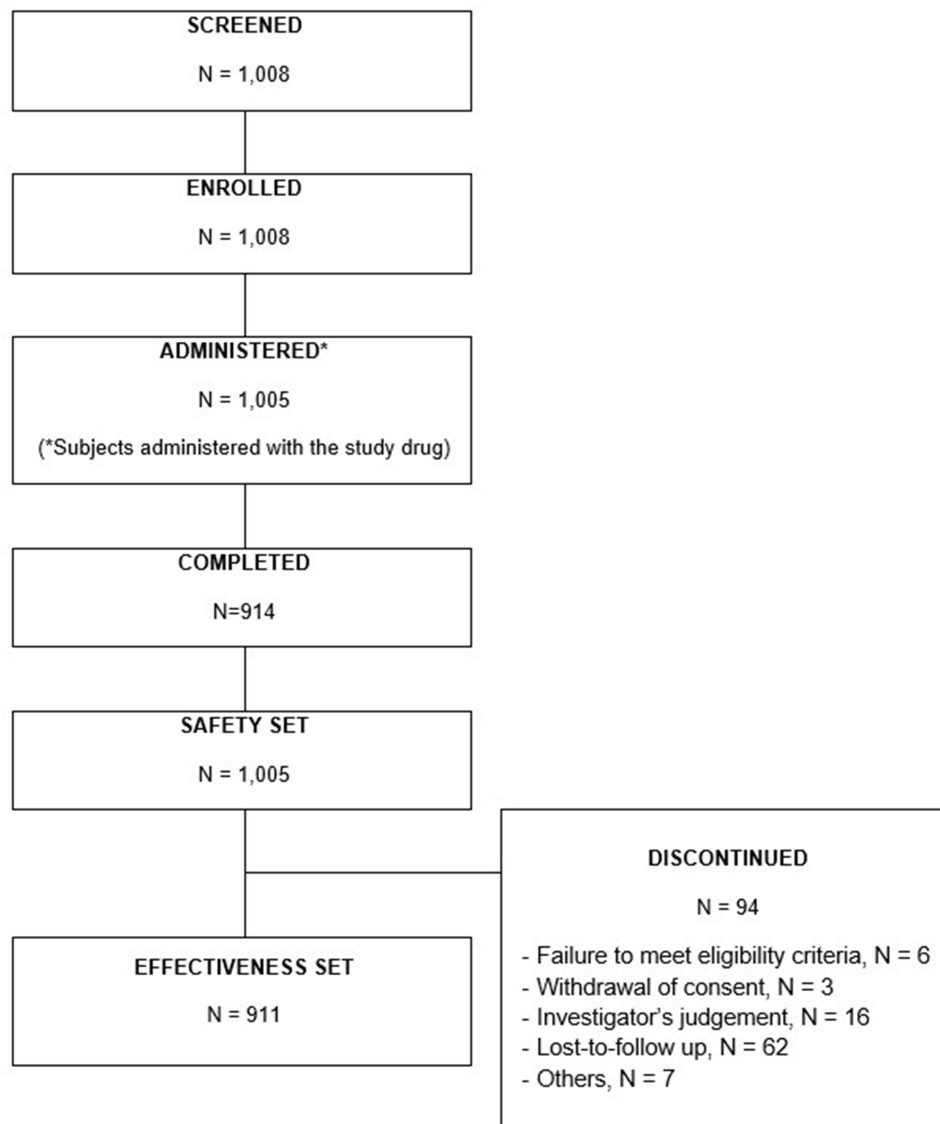 SCREENED
N = 1,008
ENROLLED
N = 1,008
ADMINISTERED*
N = 1,005
(*Subjects administered with the study drug)
COMPLETED
N=914
SAFETY SET
N = 1,005
DISCONTINUED
N = 94
- Failure to meet eligibility criteria, N = 6
- Withdrawal of consent, N = 3
- Investigator's judgement, N = 16
- Lost-to-follow up, N = 62
- Others, N = 7
EFFECTIVENESS SET
N = 911